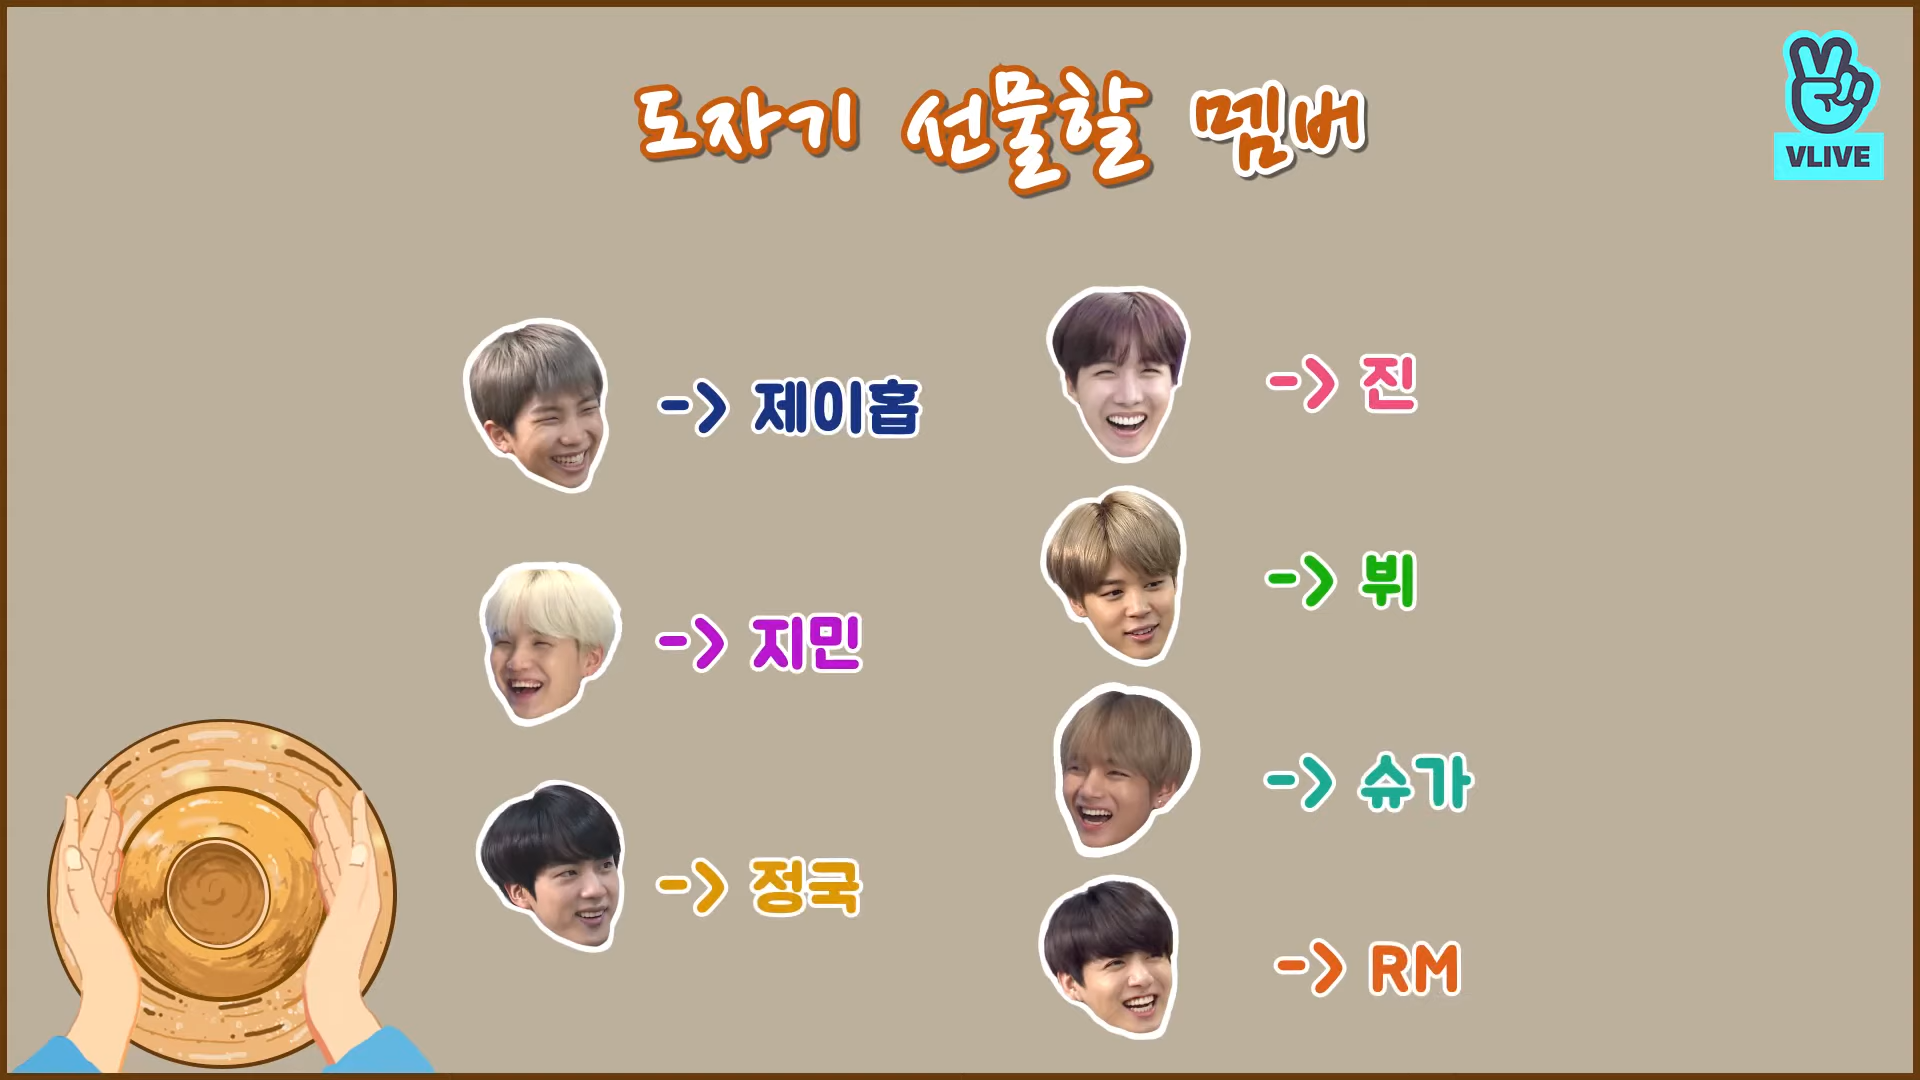 도자기 선물할 멤버
VLIVE
-> 제이홉
-> 지민
-> 정국
-> 진
-> 뷔
-> 슈가
-> RM